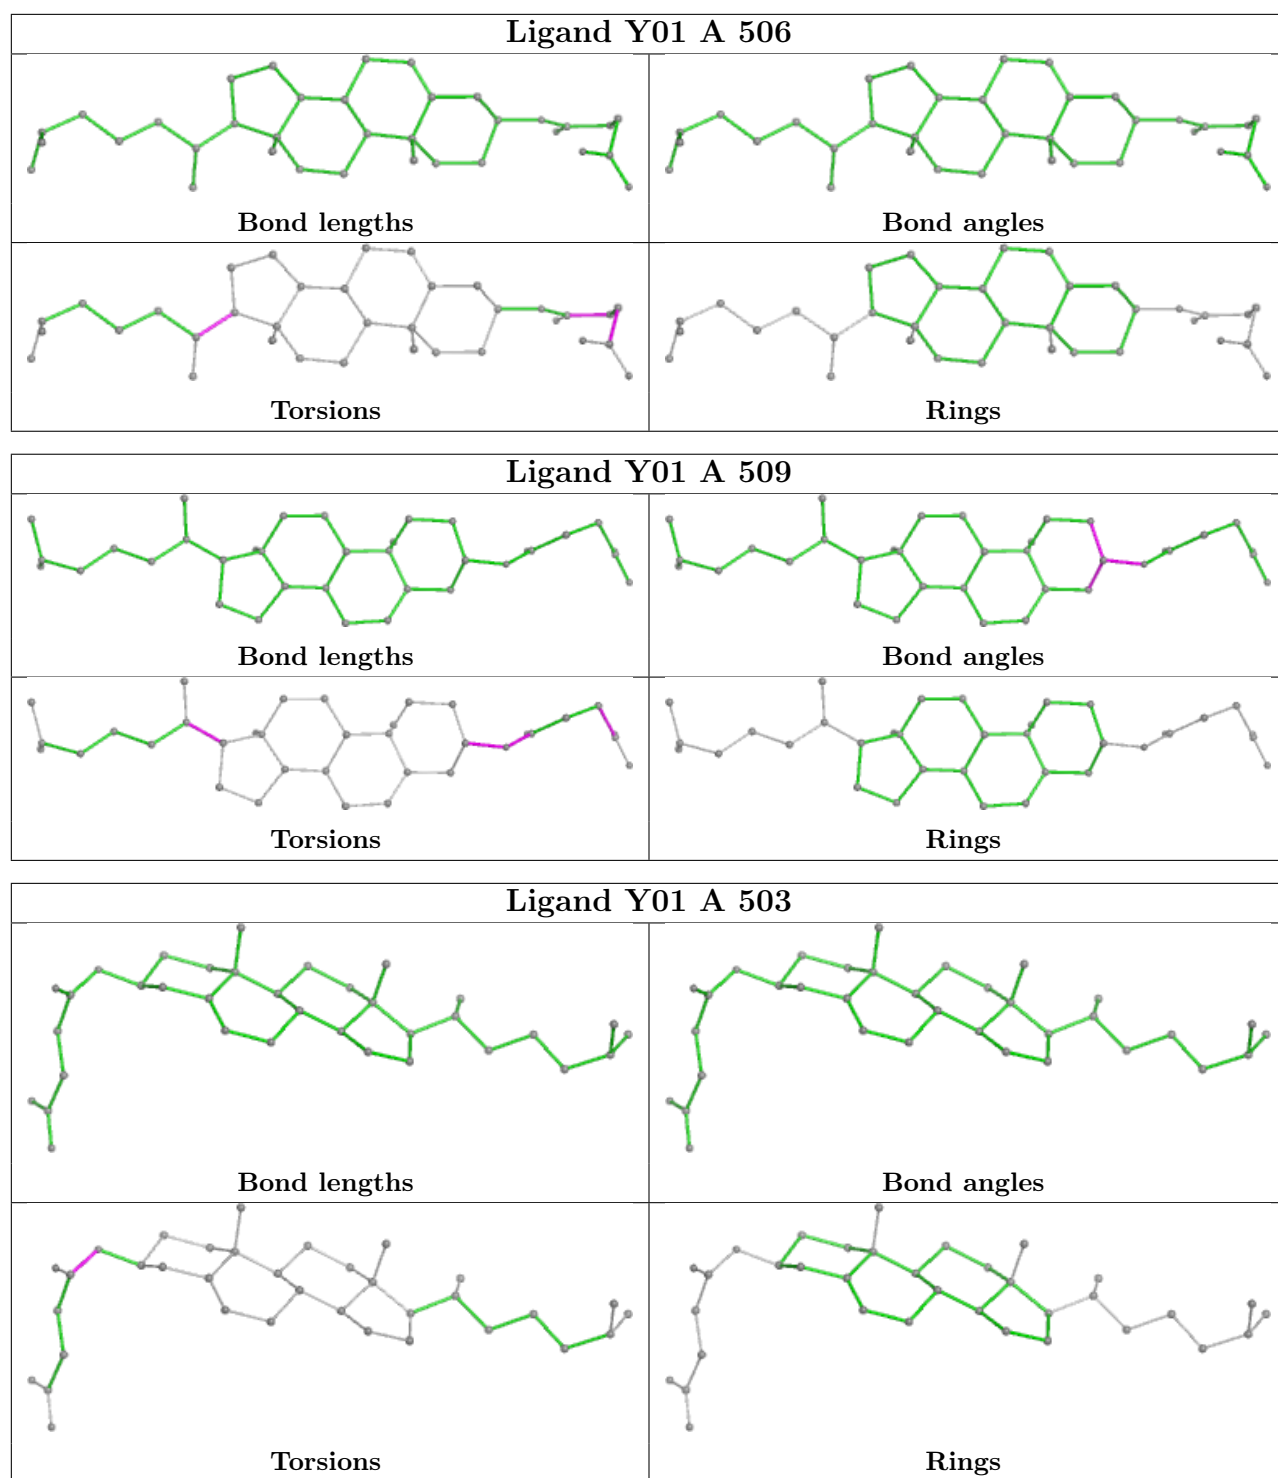 Ligand Y01 A 506
Bond lengths
Bond angles
Torsions
Rings
Ligand Y01 A 509
Bond lengths
Bond angles
Torsions
Rings
Ligand Y01 A 503
Bond lengths
Bond angles
Torsions
Rings